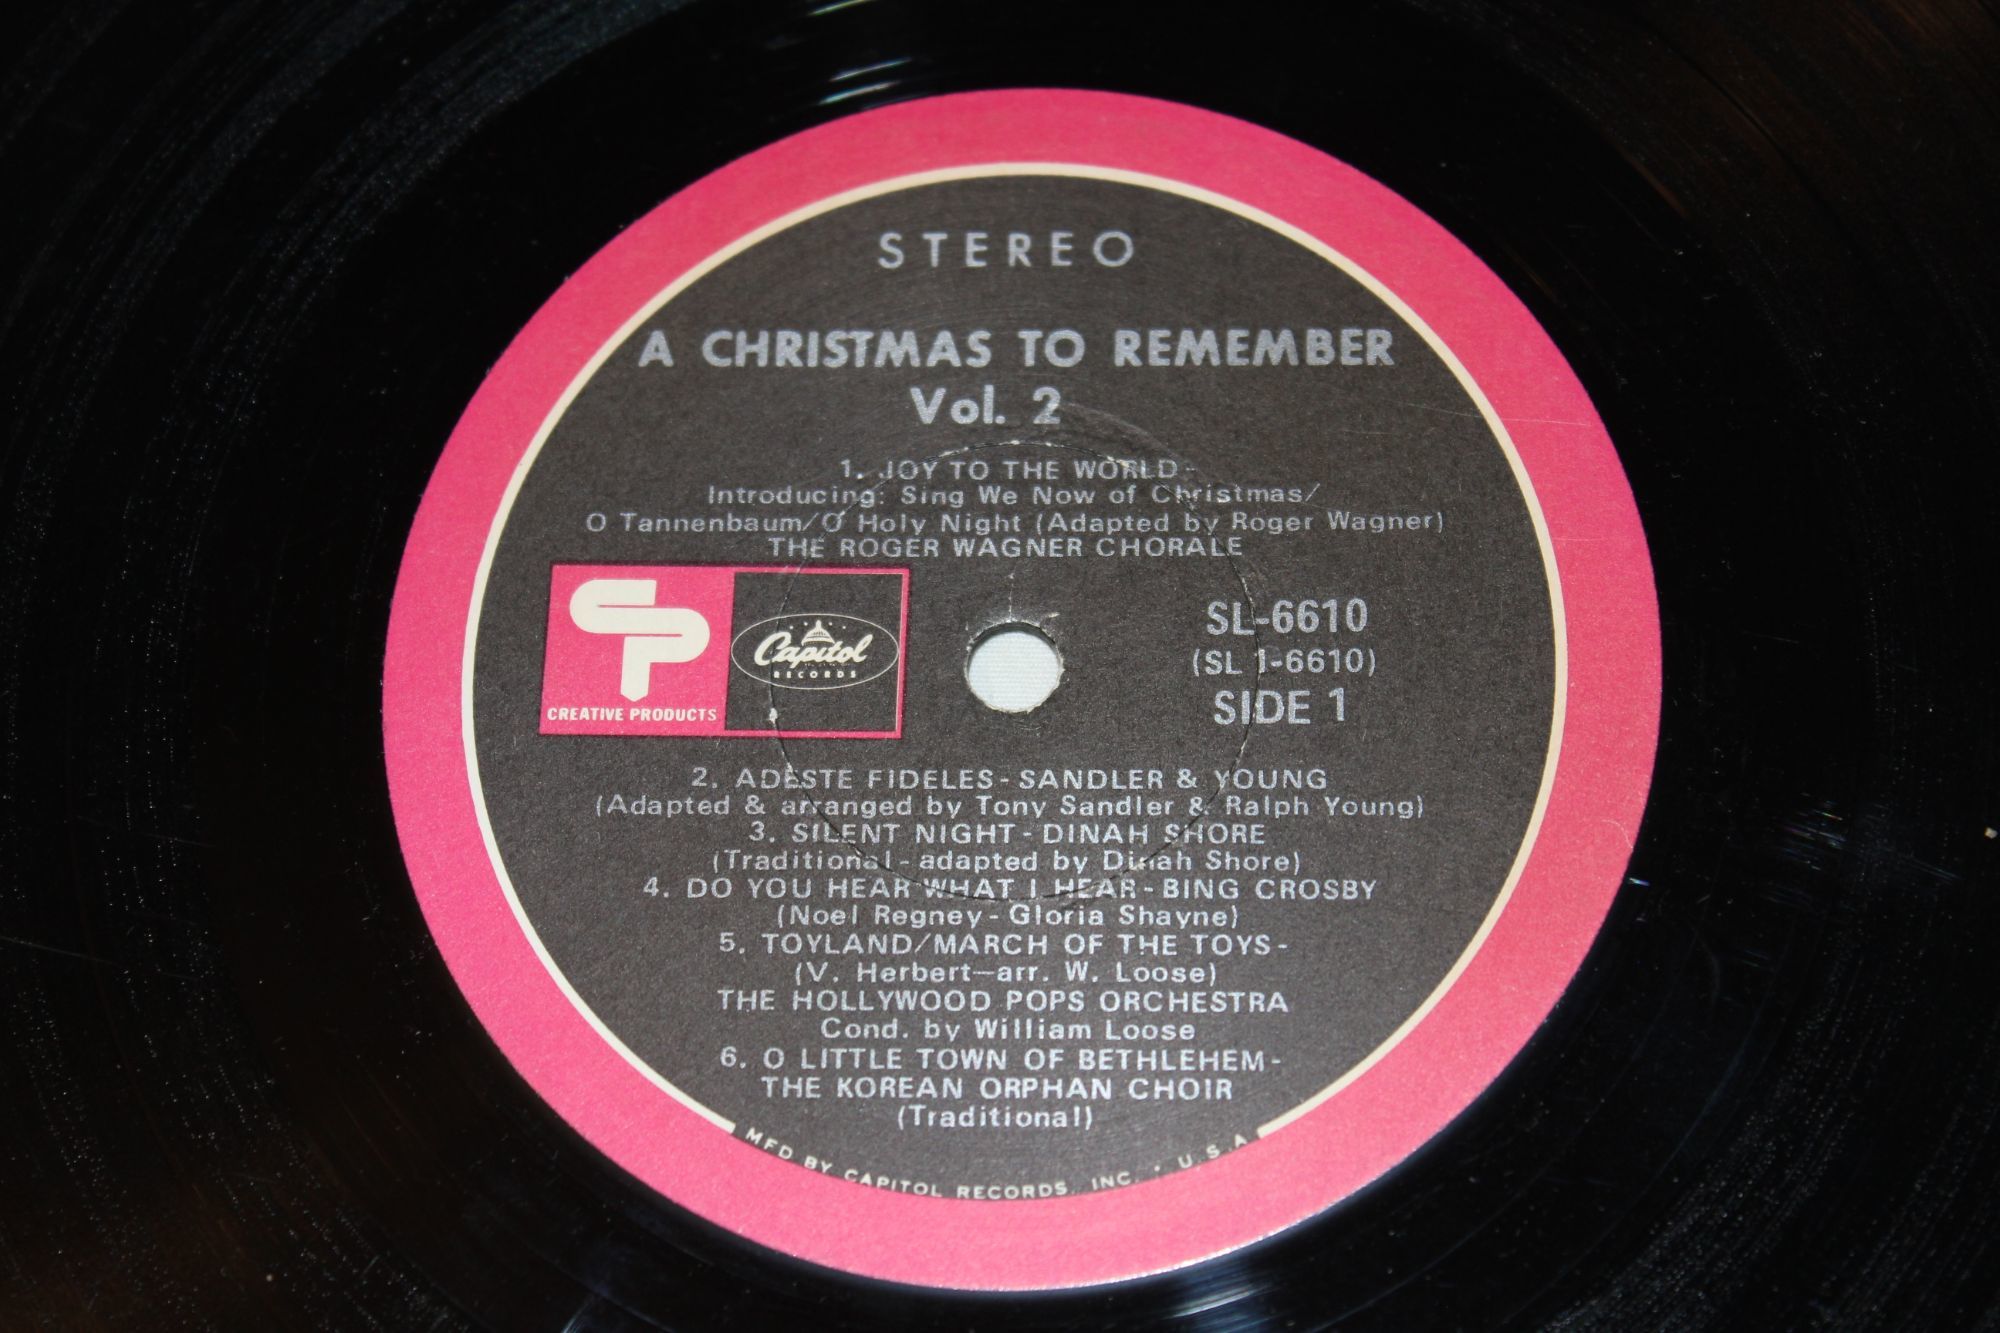 STEREO
A CHRISTMAS TO REMEMBER
Vol. 2
1. JOY TO THE WORLD-
Introducing: Sing We Now of Christmas/
O Tannenbaum/O Holy Night (Adapted by Roger Wagner)
THE ROGER WAGNER CHORALE
CP
CREATIVE PRODUCTS
Capitol
RECORDS
SL-6610
(SL 1-6610)
SIDE 1
2. ADESTE FIDELES-SANDLER & YOUNG
(Adapted & arranged by Tony Sandler & Ralph Young)
3. SILENT NIGHT-DINAH SHORE
(Traditional-adapted by Dinah Shore)
4. DO YOU HEAR WHAT I HEAR-BING CROSBY
(Noel Regney-Gloria Shayne)
5. TOYLAND/MARCH OF THE TOYS-
(V. Herbert—arr. W. Loose)
THE HOLLYWOOD POPS ORCHESTRA
Cond. by William Loose
6. O LITTLE TOWN OF BETHLEHEM-
THE KOREAN ORPHAN CHOIR
(Traditional)
MFD BY CAPITOL RECORDS, INC. • U.S.A